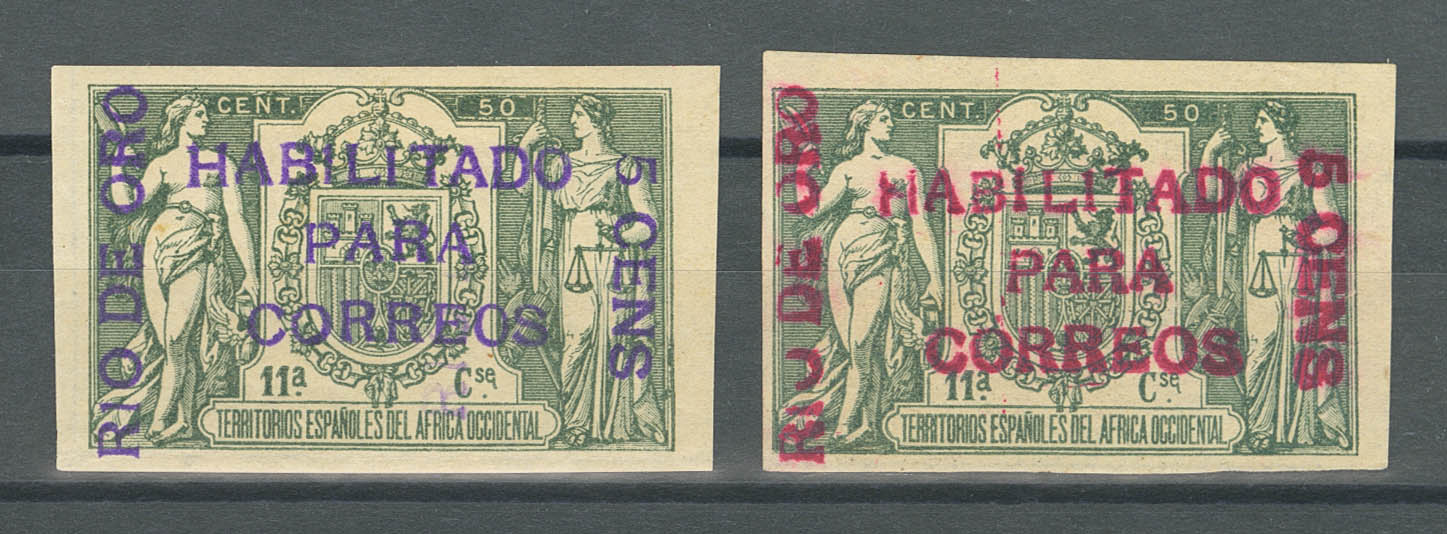 CENT. 50
RIO DE ORO
HABILITADO
PARA
CORREOS
5 CENS
11ª Cse
TERRITORIOS ESPAÑOLES DEL AFRICA OCCIDENTAL
CENT. 50
RIO DE ORO
HABILITADO
PARA
CORREOS
5 CENS
11ª Cse
TERRITORIOS ESPAÑOLES DEL AFRICA OCCIDENTAL